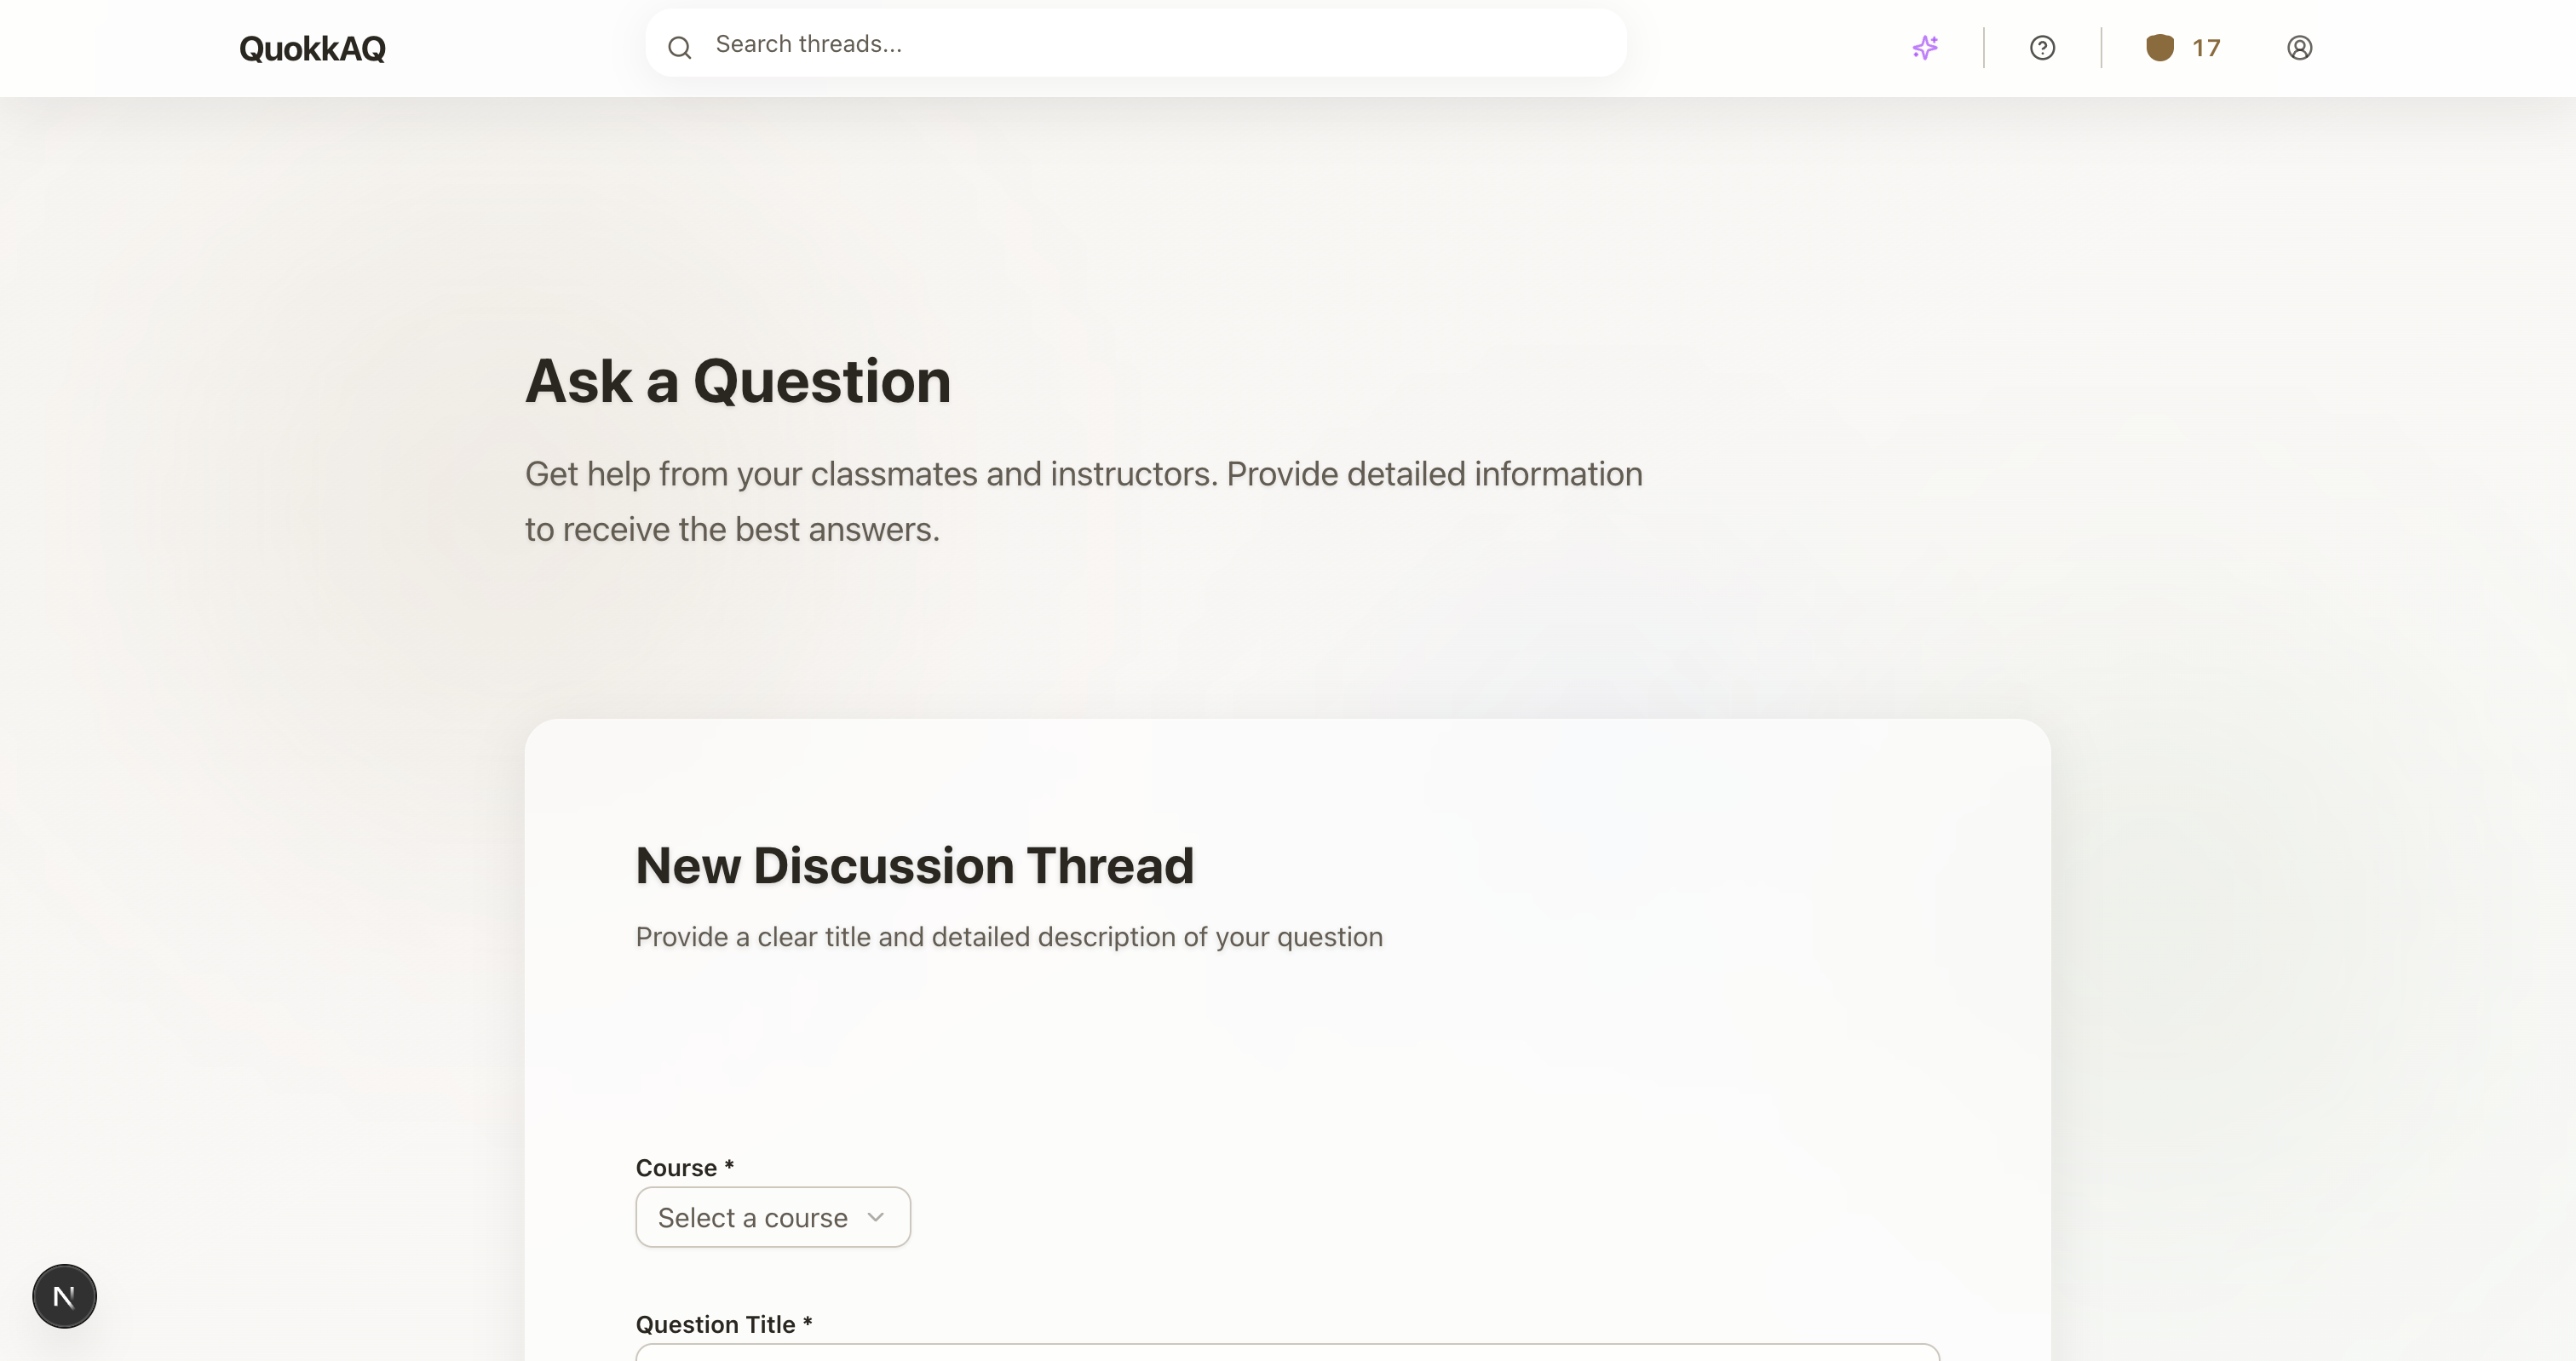 QuokkAQ
Search threads...
17
Ask a Question
Get help from your classmates and instructors. Provide detailed information
to receive the best answers.
New Discussion Thread
Provide a clear title and detailed description of your question
Course *
Select a course
N
Question Title *